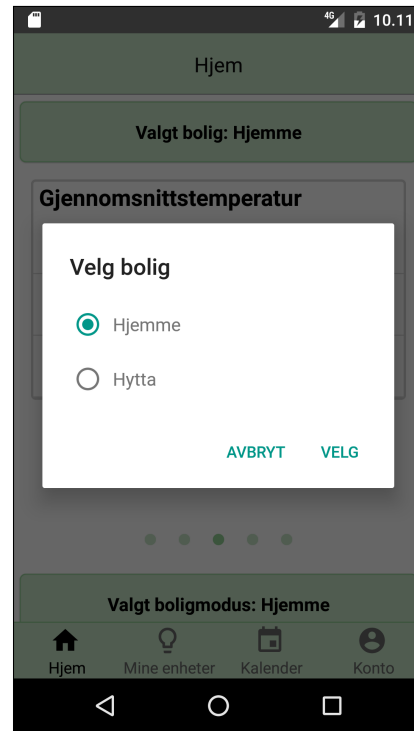 4G 10.11
Hjem
Valgt bolig: Hjemme
Gjennomsnittstemperatur
Velg bolig
Hjemme
Hytta
AVBRYT VELG
Valgt boligmodus: Hjemme
Hjem Mine enheter Kalender Konto